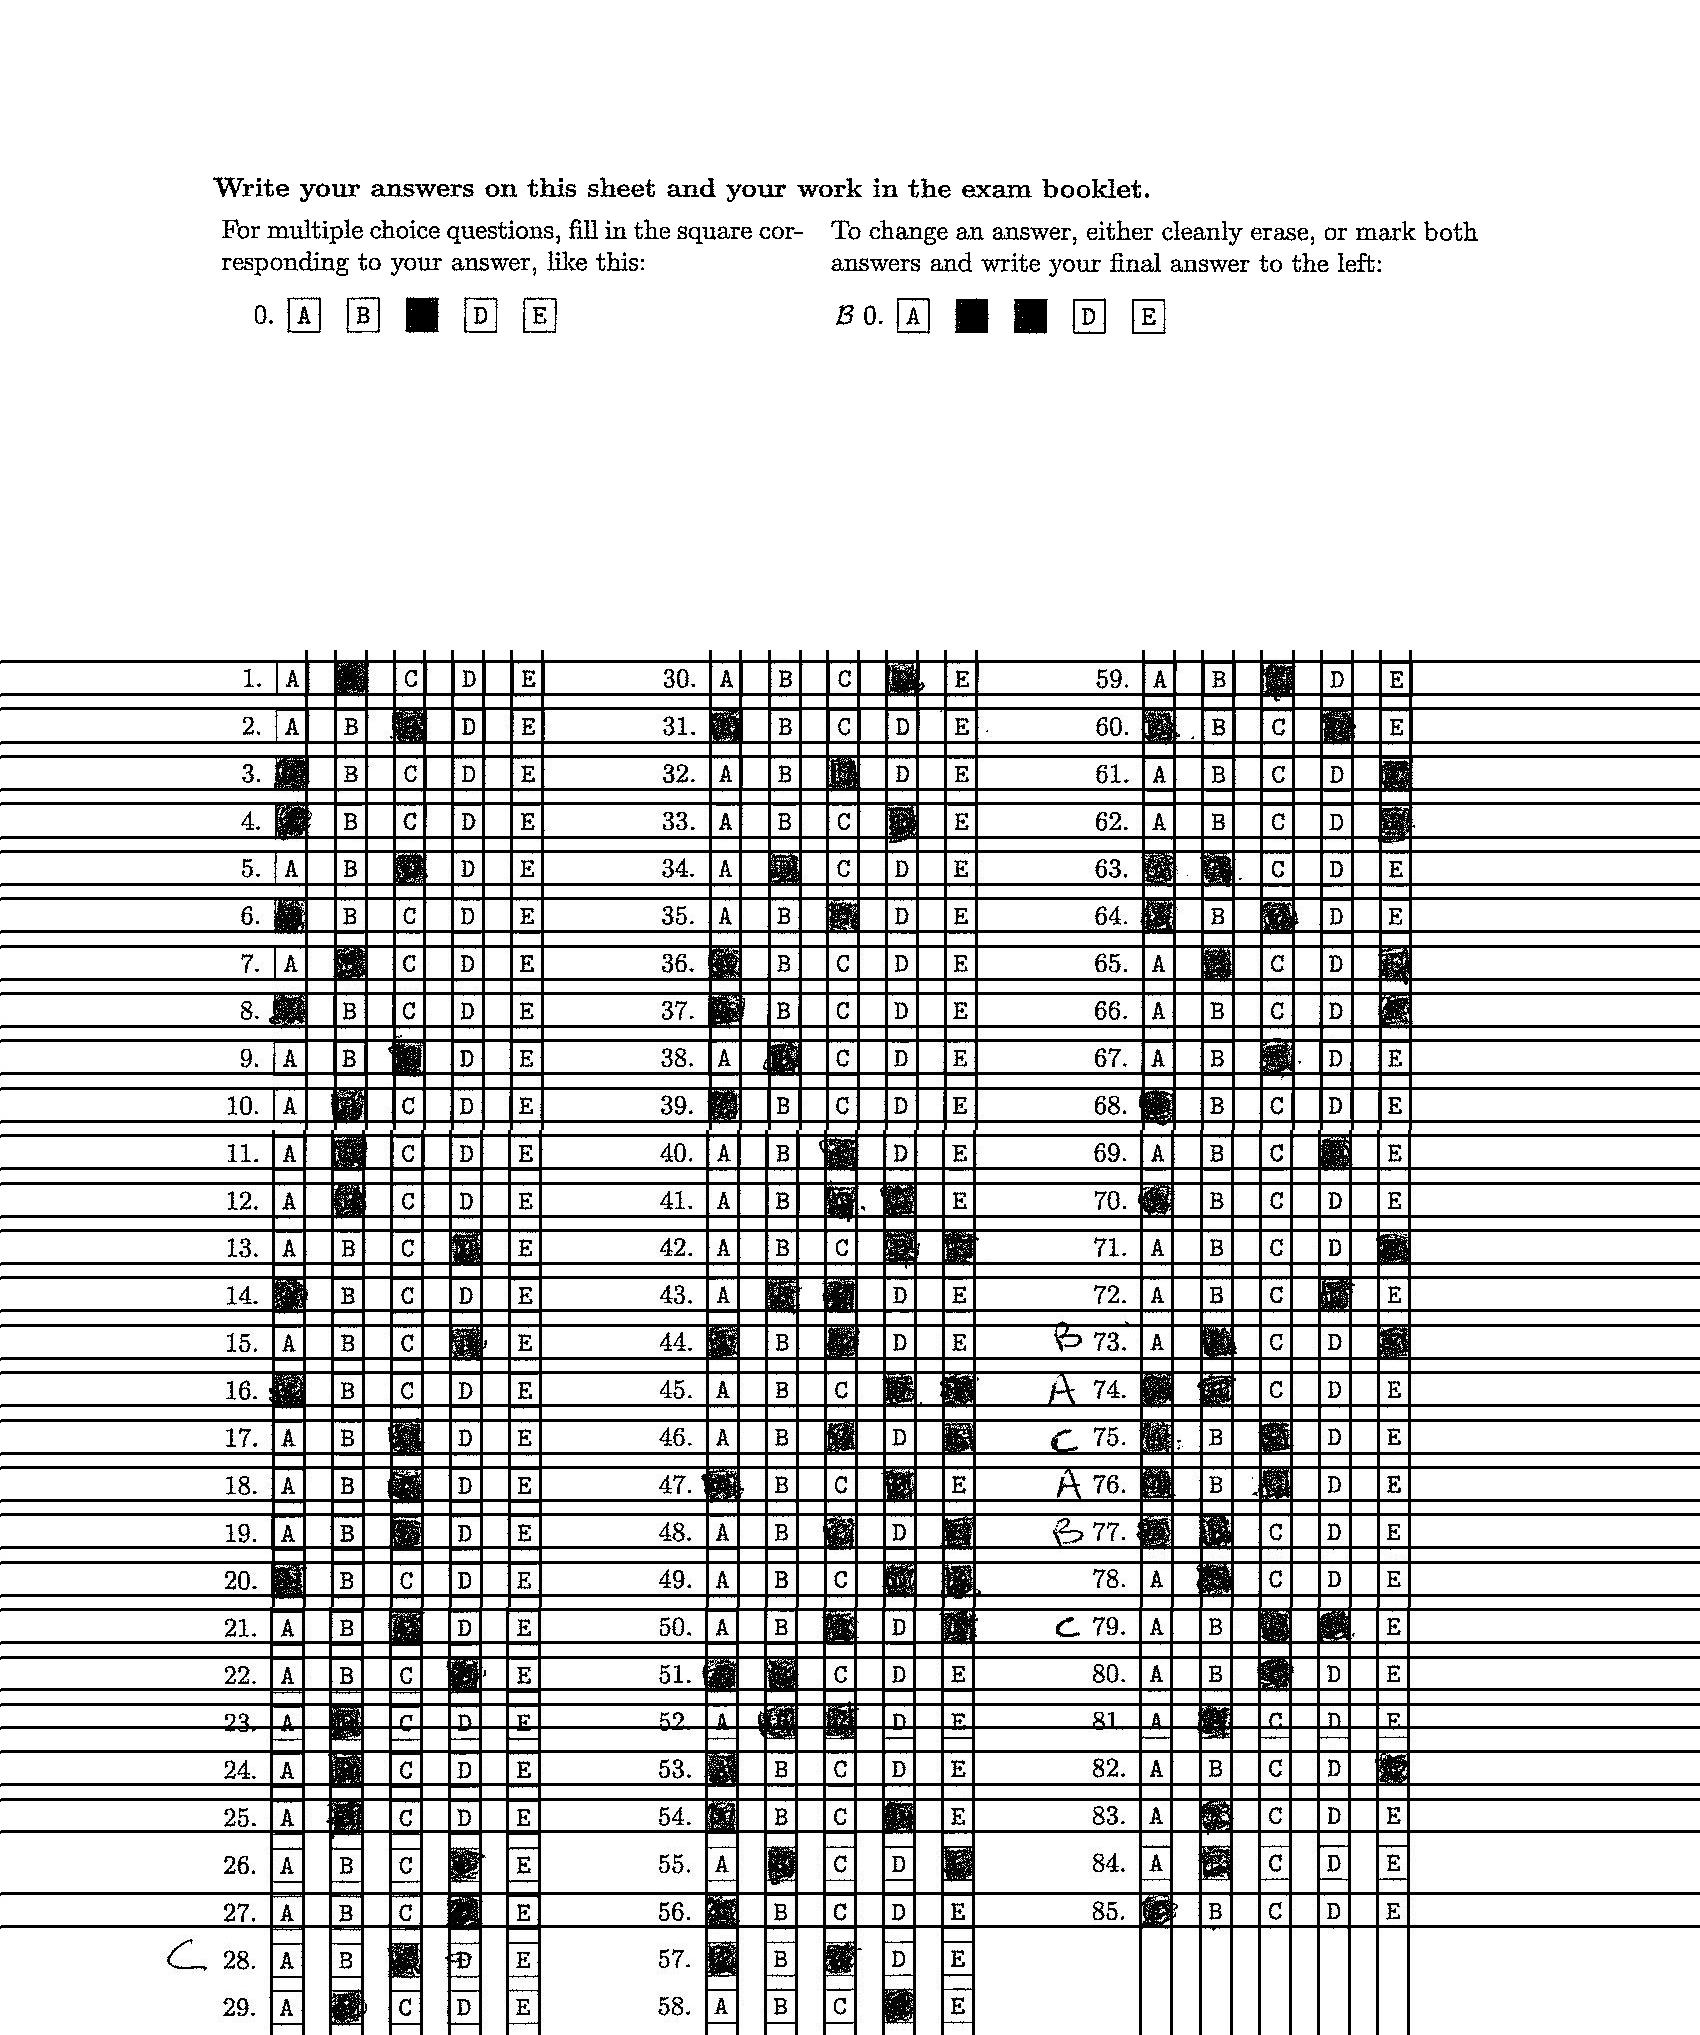 Write your answers on this sheet and your work in the exam booklet.
For multiple choice questions, fill in the square cor-
responding to your answer, like this:
0. A B D E
To change an answer, either cleanly erase, or mark both
answers and write your final answer to the left:
B 0. A D E
1. A C D E
2. A B D E
3. B C D E
4. B C D E
5. A B D E
6. B C D E
7. A C D E
8. B C D E
9. A B D E
10. A C D E
11. A C D E
12. A C D E
13. A B C E
14. B C D E
15. A B C E
16. B C D E
17. A B D E
18. A B D E
19. A B D E
20. B C D E
21. A B D E
22. A B C E
23. A C D E
24. A C D E
25. A C D E
26. A B C E
27. A B C E
C 28. A B D E
29. A C D E
30. A B C E
31. B C D E
32. A B D E
33. A B C E
34. A C D E
35. A B D E
36. B C D E
37. B C D E
38. A C D E
39. B C D E
40. A B D E
41. A B E
42. A B C
43. A D E
44. B D E
45. A B C
46. A B D
47. B C E
48. A B D
49. A B C
50. A B D
51. C D E
52. A D E
53. B C D E
54. B C E
55. A C D
56. B C D E
57. B D E
58. A B C E
59. A B D E
60. B C E
61. A B C D
62. A B C D
63. C D E
64. B D E
65. A C D
66. A B C D
67. A B D E
68. B C D E
69. A B C E
70. B C D E
71. A B C D
72. A B C E
B 73. A C D
A 74. C D E
C 75. B D E
A 76. B D E
B 77. C D E
78. A C D E
C 79. A B E
80. A B D E
81. A C D E
82. A B C D
83. A C D E
84. A C D E
85. B C D E